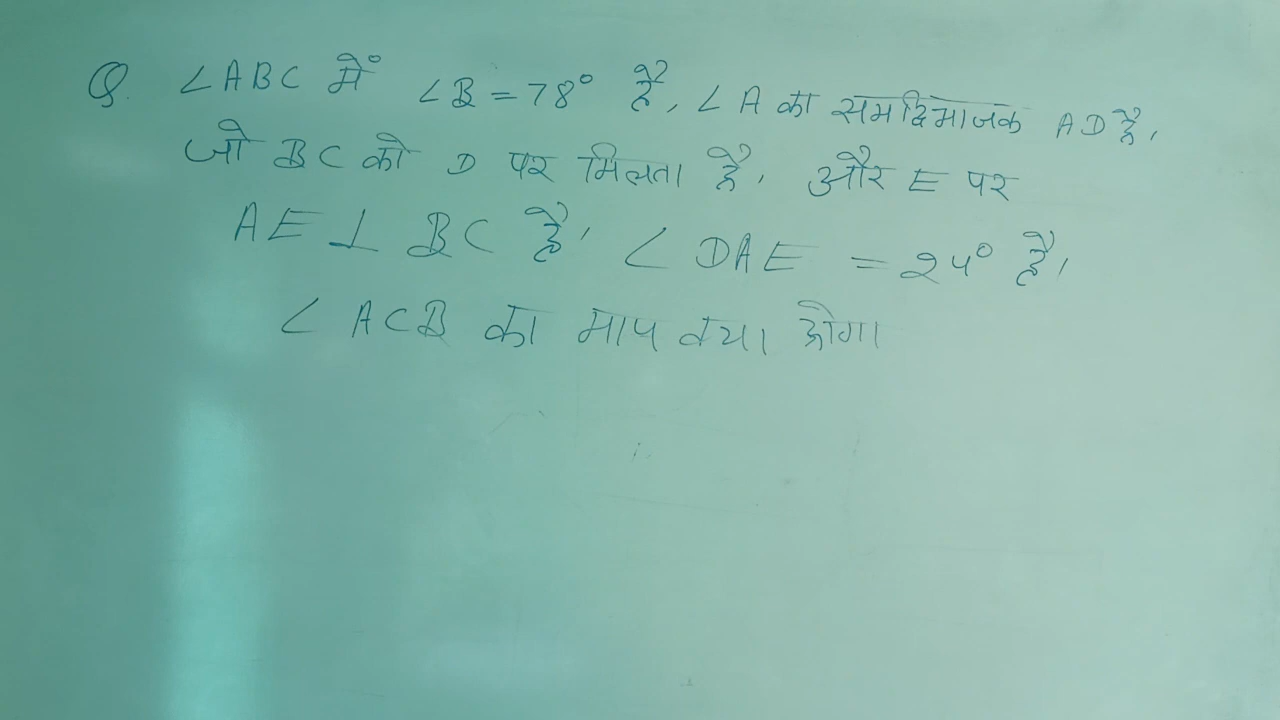 Q. ∠ABC में ∠B = 78° है, ∠A का समद्विभाजक AD है,
जो BC को D पर मिलता है, और E पर
AE ⊥ BC है, ∠DAE = 24° है,
∠ACB का माप क्या होगा